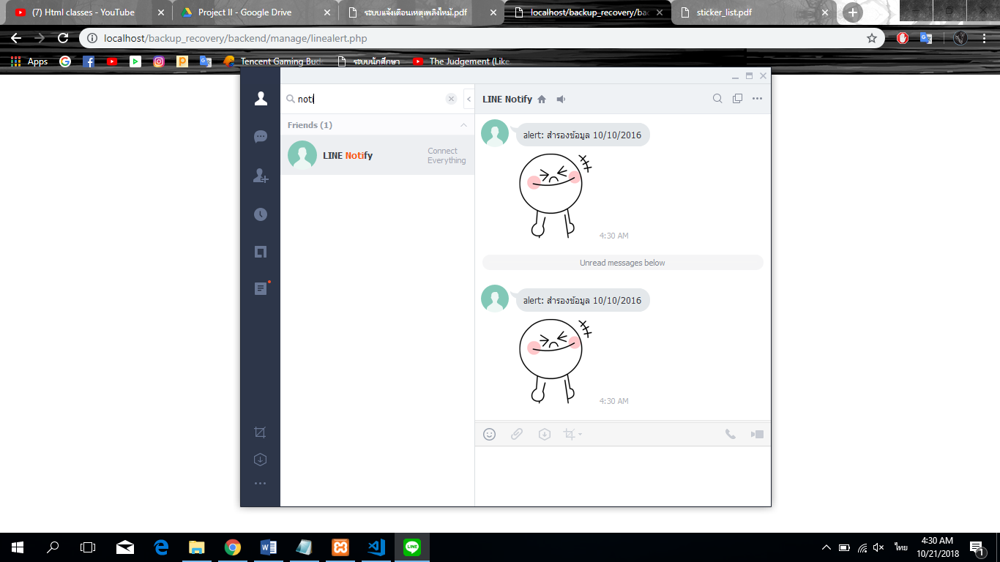 (7) Html classes - YouTube
Project II - Google Drive
ระบบแจ้งเตือนเหตุเพลิงไหม้.pdf
localhost/backup_recovery/ba
sticker_list.pdf
localhost/backup_recovery/backend/manage/linealert.php
Apps
Tencent Gaming Bud
ระบบนักศึกษา
The Judgement (Like
noti
LINE Notify
Friends (1)
LINE Notify
Connect
Everything
alert: สำรองข้อมูล 10/10/2016
4:30 AM
Unread messages below
alert: สำรองข้อมูล 10/10/2016
4:30 AM
LINE
ไทย
4:30 AM
10/21/2018
1